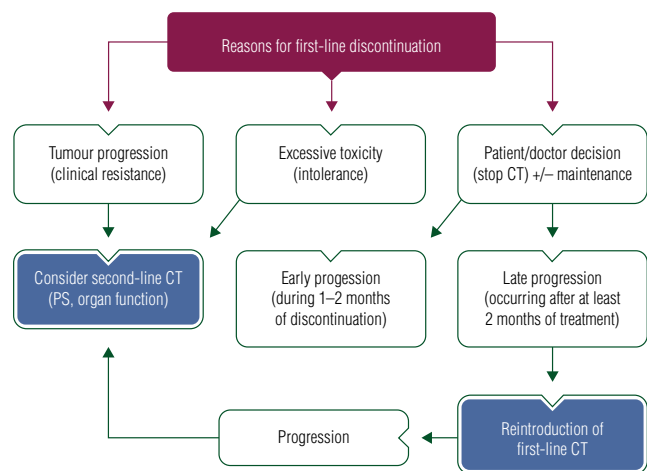 Reasons for first-line discontinuation
Tumour progression
(clinical resistance)
Excessive toxicity
(intolerance)
Patient/doctor decision
(stop CT) +/– maintenance
Consider second-line CT
(PS, organ function)
Early progession
(during 1–2 months
of discontinuation)
Late progression
(occurring after at least
2 months of treatment)
Progression
Reintroduction of
first-line CT